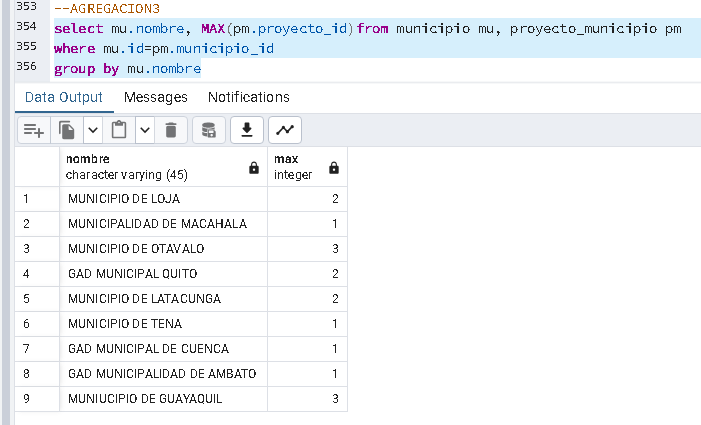 353 --AGREGACION3
354 select mu.nombre, MAX(pm.proyecto_id)from municipio mu, proyecto_municipio pm
355 where mu.id=pm.municipio_id
356 group by mu.nombre
Data Output Messages Notifications
nombre max
character varying (45) integer
1 MUNICIPIO DE LOJA 2
2 MUNICIPALIDAD DE MACAHALA 1
3 MUNICIPIO DE OTAVALO 3
4 GAD MUNICIPAL QUITO 2
5 MUNICIPIO DE LATACUNGA 2
6 MUNICIPIO DE TENA 1
7 GAD MUNICIPAL DE CUENCA 1
8 GAD MUNICIPALIDAD DE AMBATO 1
9 MUNIUCIPIO DE GUAYAQUIL 3